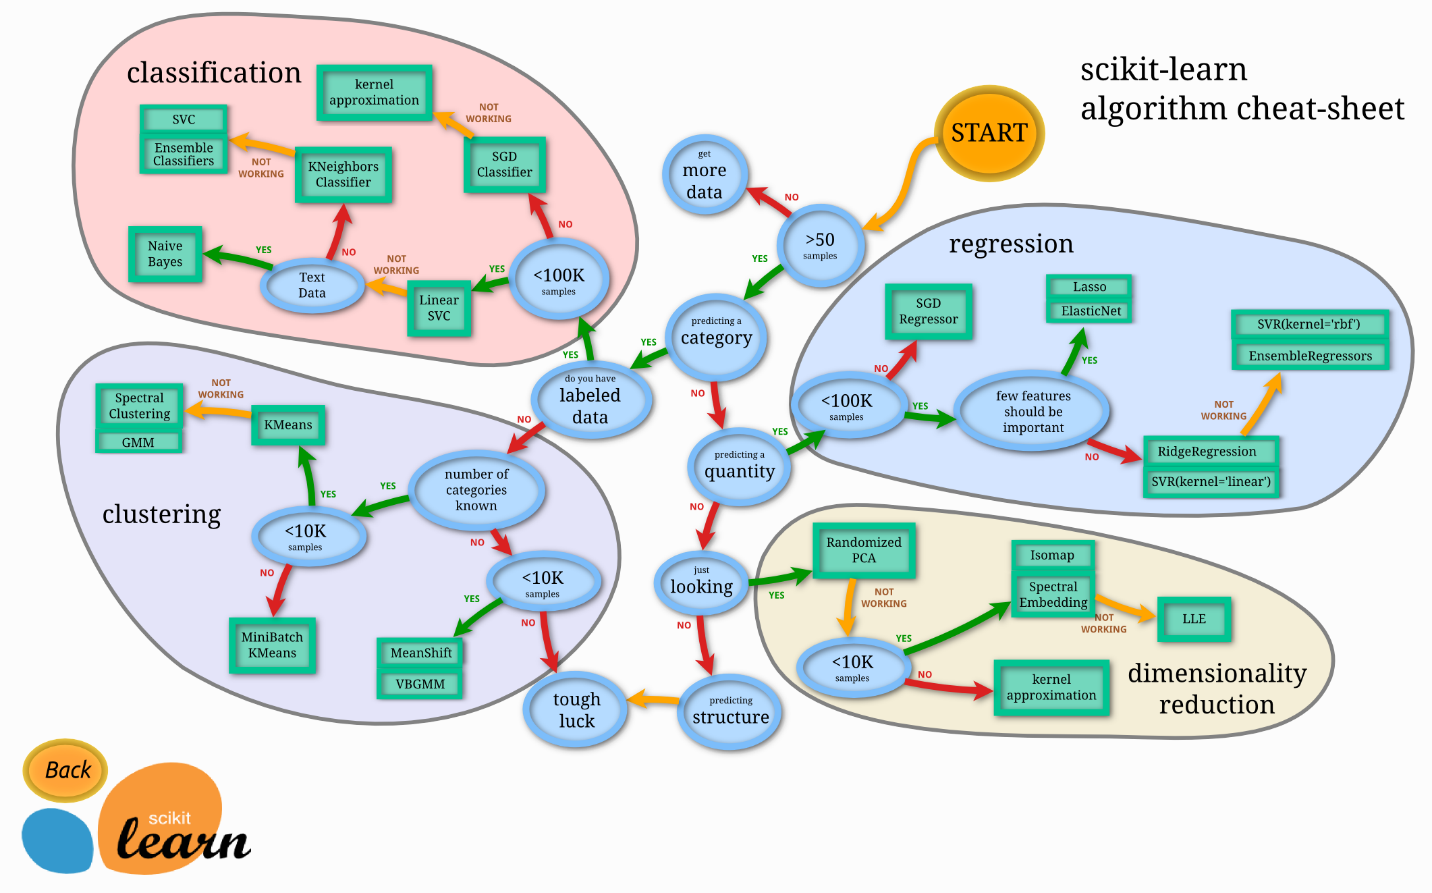 scikit-learn
algorithm cheat-sheet
START
get
more
data
NO
>50
samples
YES
predicting a
category
YES
NO
do you have
labeled
data
YES
NO
predicting a
quantity
YES
NO
just
looking
YES
NO
predicting
structure
tough
luck
classification
kernel
approximation
NOT
WORKING
SGD
Classifier
NO
<100K
samples
YES
Linear
SVC
NOT
WORKING
Text
Data
YES
Naive
Bayes
NO
KNeighbors
Classifier
NOT
WORKING
SVC
Ensemble
Classifiers
regression
<100K
samples
NO
SGD
Regressor
YES
few features
should be
important
YES
Lasso
ElasticNet
NO
RidgeRegression
SVR(kernel='linear')
NOT
WORKING
SVR(kernel='rbf')
EnsembleRegressors
clustering
number of
categories
known
YES
<10K
samples
YES
KMeans
NOT
WORKING
Spectral
Clustering
GMM
NO
MiniBatch
KMeans
NO
<10K
samples
YES
MeanShift
VBGMM
NO
dimensionality
reduction
Randomized
PCA
NOT
WORKING
<10K
samples
YES
Isomap
Spectral
Embedding
NOT
WORKING
LLE
NO
kernel
approximation
Back
scikit
learn